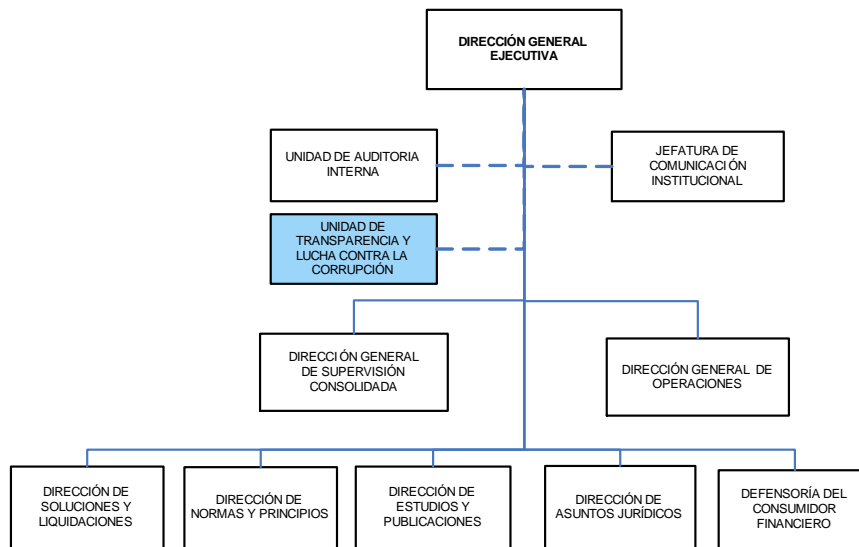 DIRECCIÓN GENERAL
EJECUTIVA
UNIDAD DE AUDITORIA
INTERNA
JEFATURA DE
COMUNICACIÓN
INSTITUCIONAL
UNIDAD DE
TRANSPARENCIA Y
LUCHA CONTRA LA
CORRUPCIÓN
DIRECCIÓN GENERAL
DE SUPERVISIÓN
CONSOLIDADA
DIRECCIÓN GENERAL DE
OPERACIONES
DIRECCIÓN DE
SOLUCIONES Y
LIQUIDACIONES
DIRECCIÓN DE
NORMAS Y PRINCIPIOS
DIRECCIÓN DE
ESTUDIOS Y
PUBLICACIONES
DIRECCIÓN DE
ASUNTOS JURÍDICOS
DEFENSORÍA DEL
CONSUMIDOR
FINANCIERO